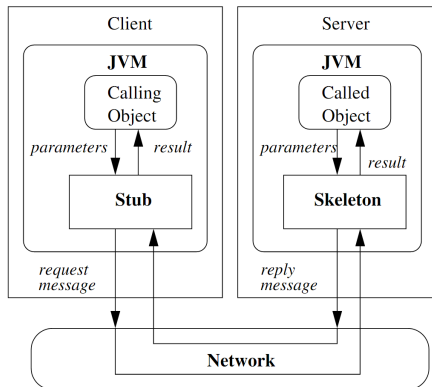 Client
JVM
Calling
Object
parameters
result
Stub
request
message
Server
JVM
Called
Object
parameters
result
Skeleton
reply
message
Network